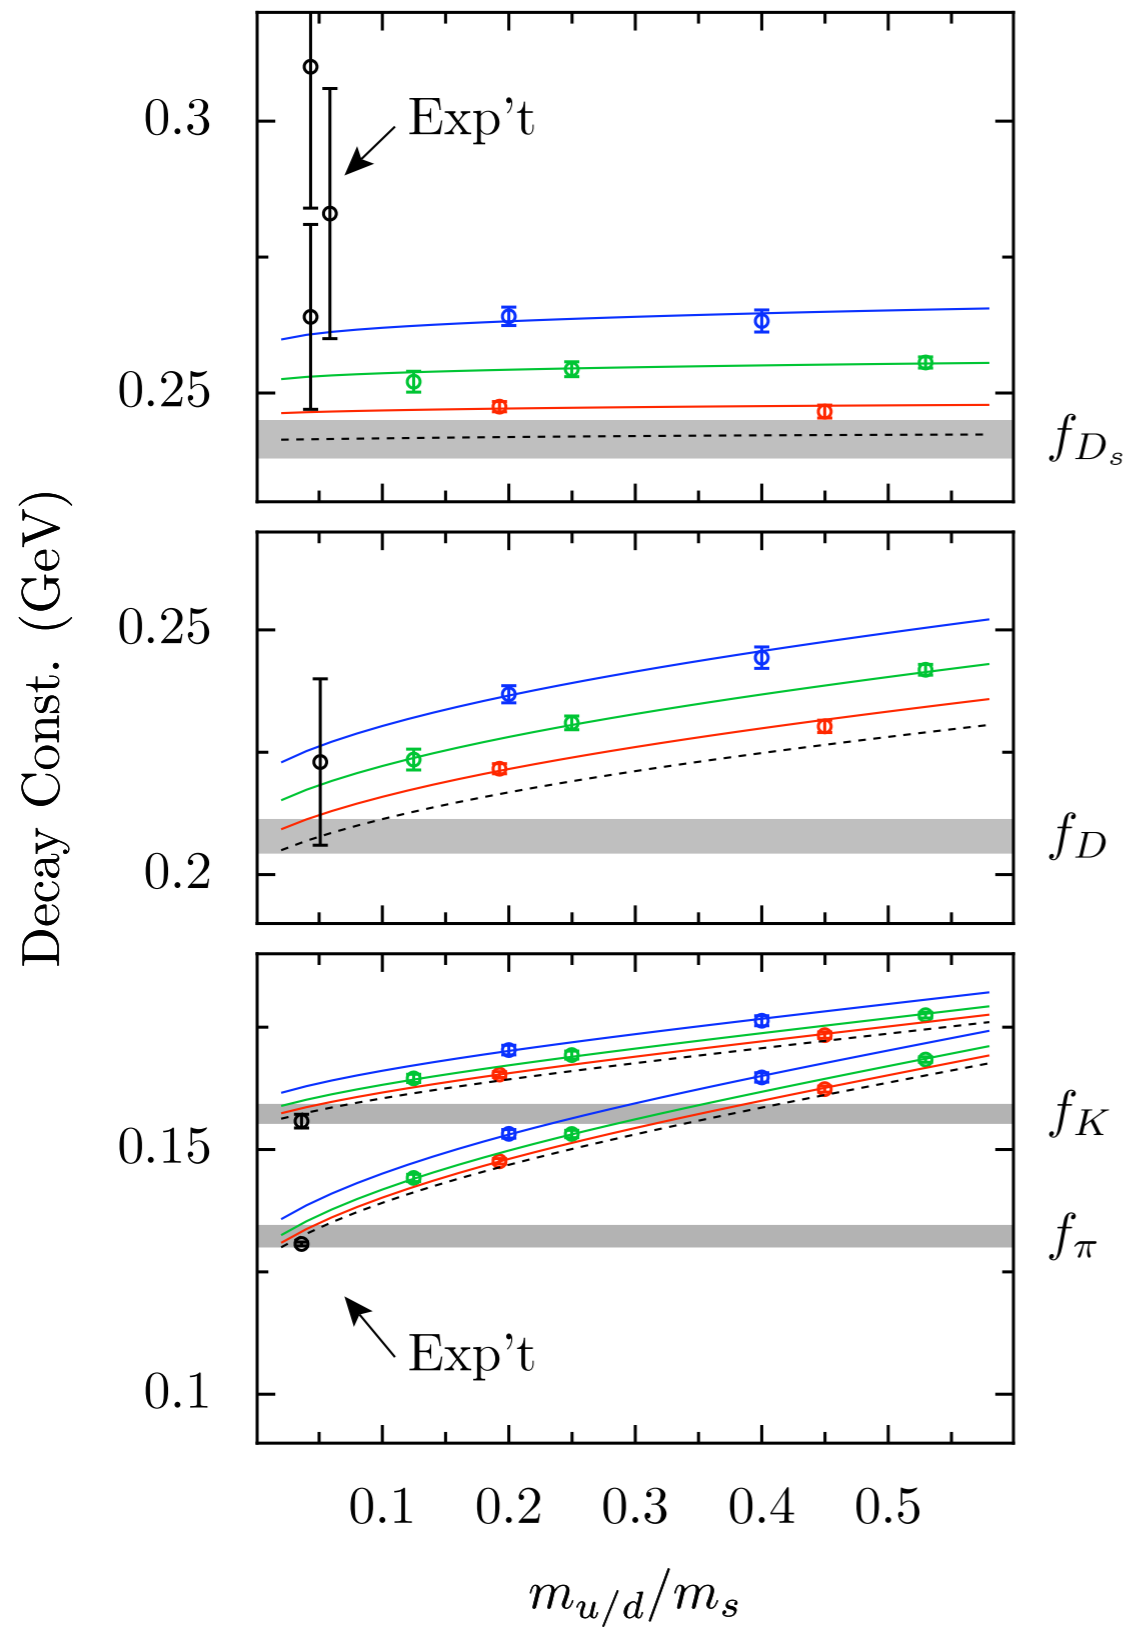 0.3
Exp't
0.25
f_{D_s}
Decay Const. (GeV)
0.25
f_D
0.2
f_K
0.15
f_π
Exp't
0.1
0.1 0.2 0.3 0.4 0.5
m_{u/d}/m_s